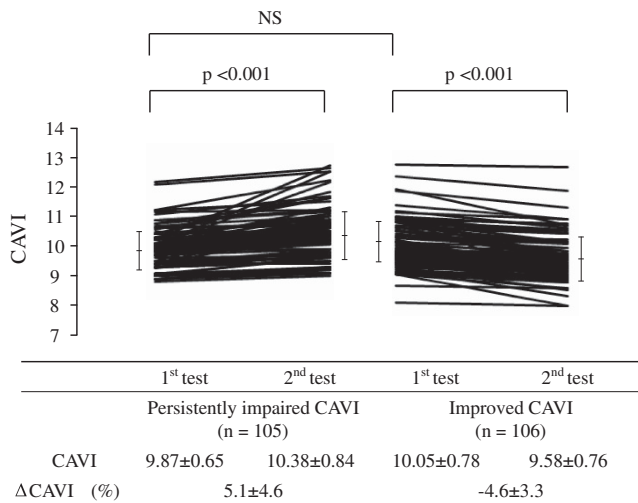 NS
p <0.001 p <0.001
14
13
12
11
10
9
8
7
CAVI
1st test 2nd test 1st test 2nd test
Persistently impaired CAVI Improved CAVI
(n = 105) (n = 106)
CAVI 9.87±0.65 10.38±0.84 10.05±0.78 9.58±0.76
ΔCAVI (%) 5.1±4.6 -4.6±3.3